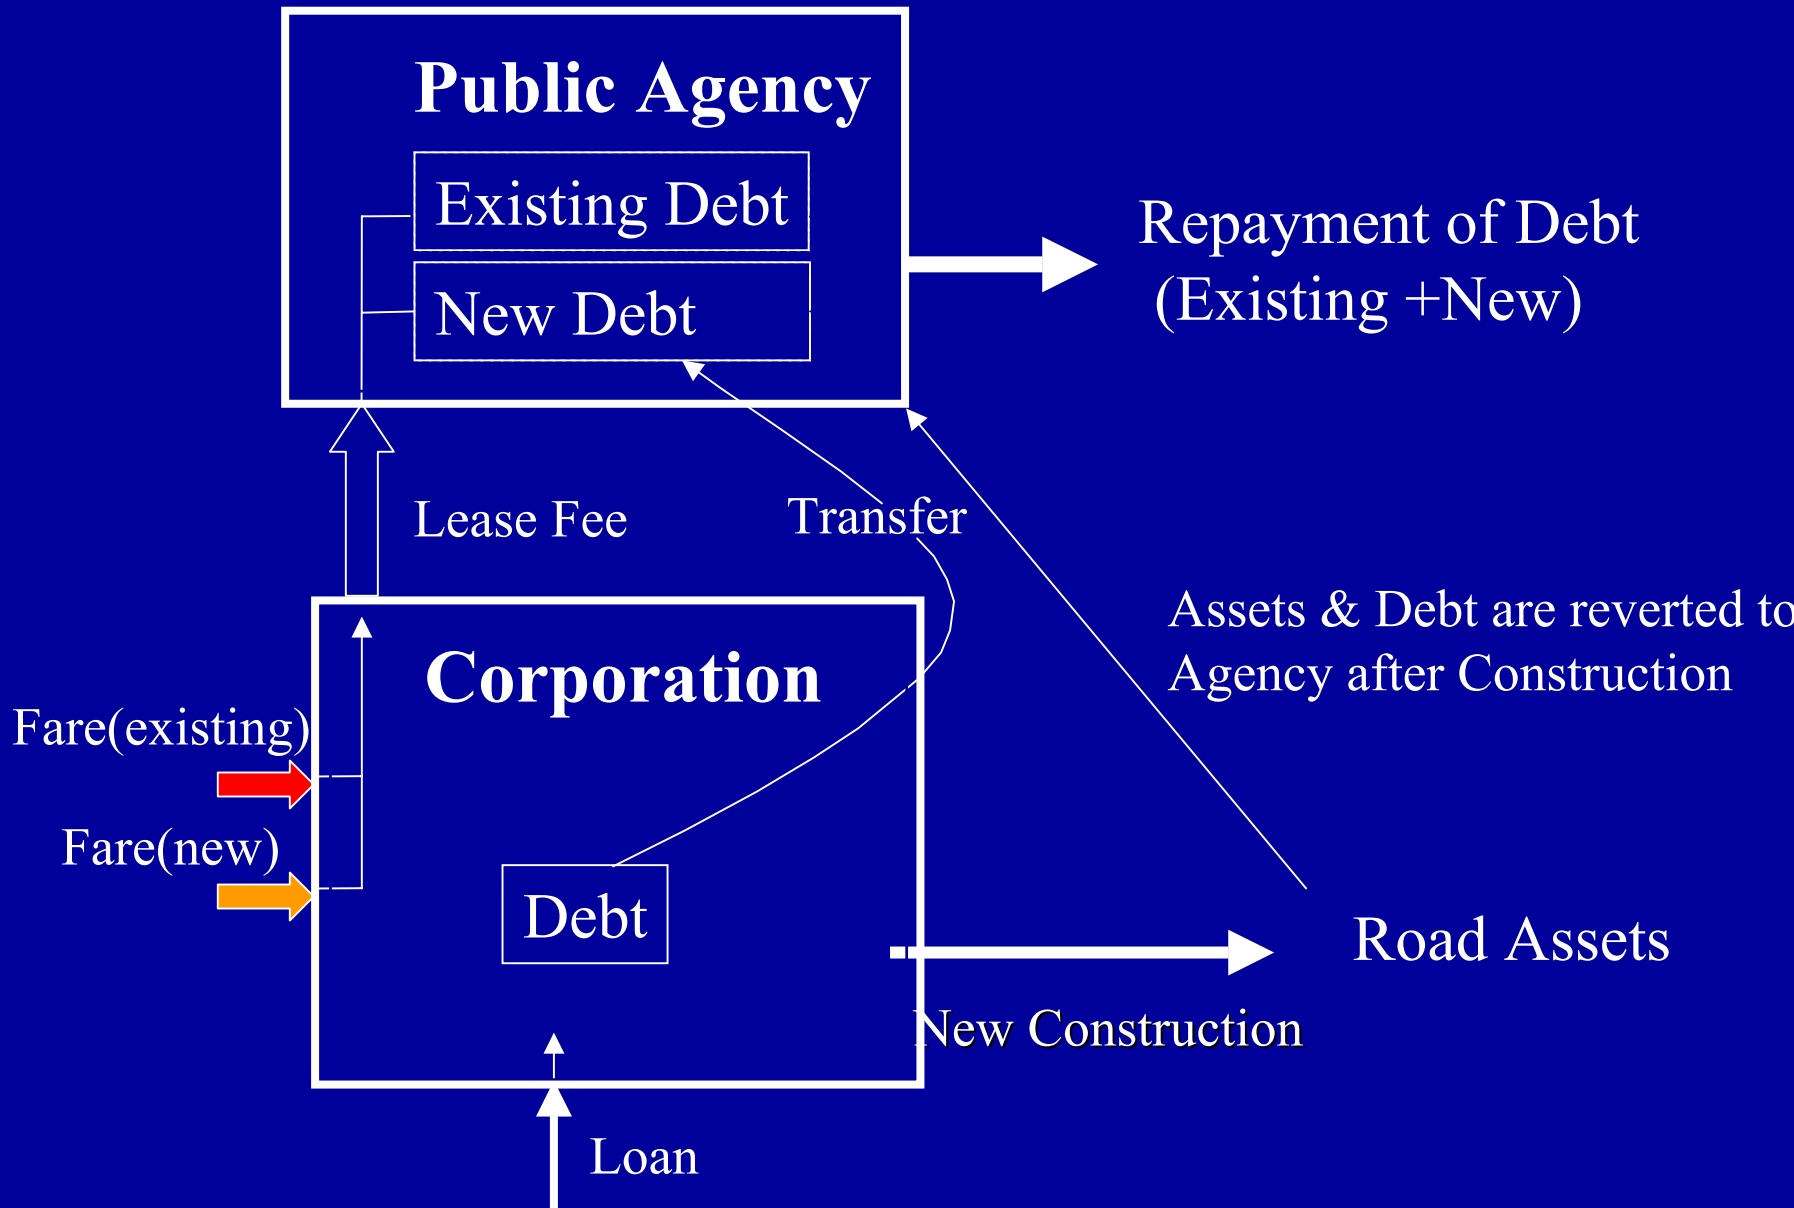 Public Agency
Existing Debt
New Debt
Repayment of Debt
(Existing +New)
Lease Fee
Transfer
Assets & Debt are reverted to
Agency after Construction
Corporation
Fare(existing)
Fare(new)
Debt
Road Assets
New Construction
Loan